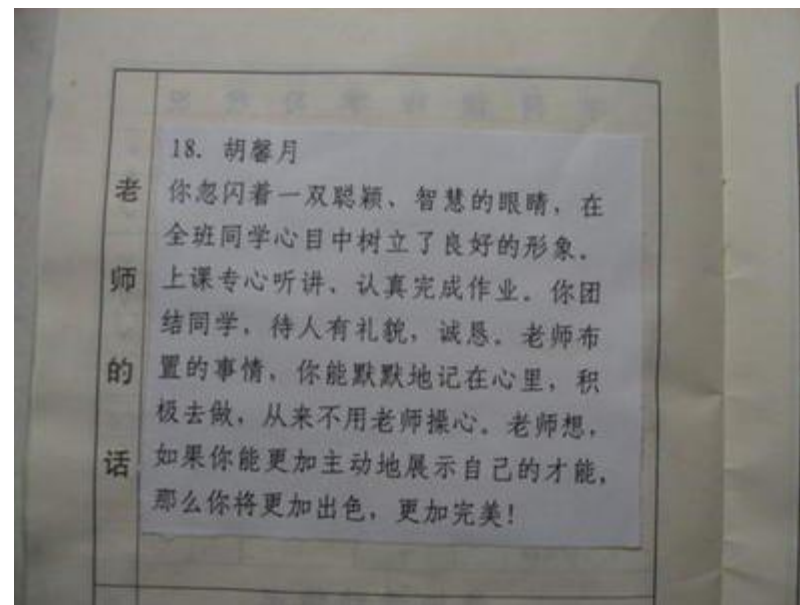 老师的话
18. 胡馨月
你忽闪着一双聪颖、智慧的眼睛，在
全班同学心目中树立了良好的形象。
上课专心听讲、认真完成作业。你团
结同学，待人有礼貌，诚恳。老师布
置的事情，你能默默地记在心里，积
极去做，从来不用老师操心。老师想，
如果你能更加主动地展示自己的才能，
那么你将更加出色，更加完美！